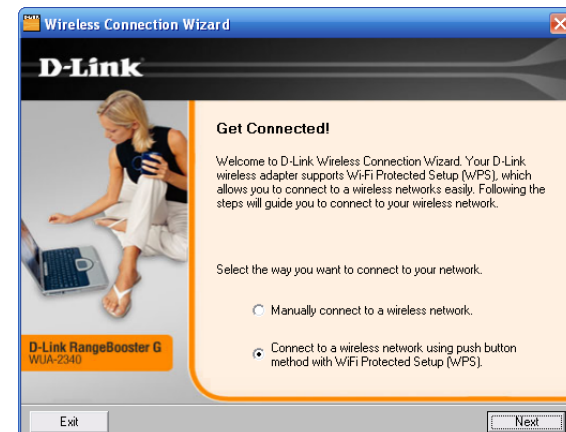 Wireless Connection Wizard
D-Link
Get Connected!
Welcome to D-Link Wireless Connection Wizard. Your D-Link
wireless adapter supports Wi-Fi Protected Setup (WPS), which
allows you to connect to a wireless networks easily. Following the
steps will guide you to connect to your wireless network.
Select the way you want to connect to your network.
Manually connect to a wireless network.
Connect to a wireless network using push button
method with WiFi Protected Setup (WPS).
D-Link RangeBooster G
WUA-2340
Exit
Next